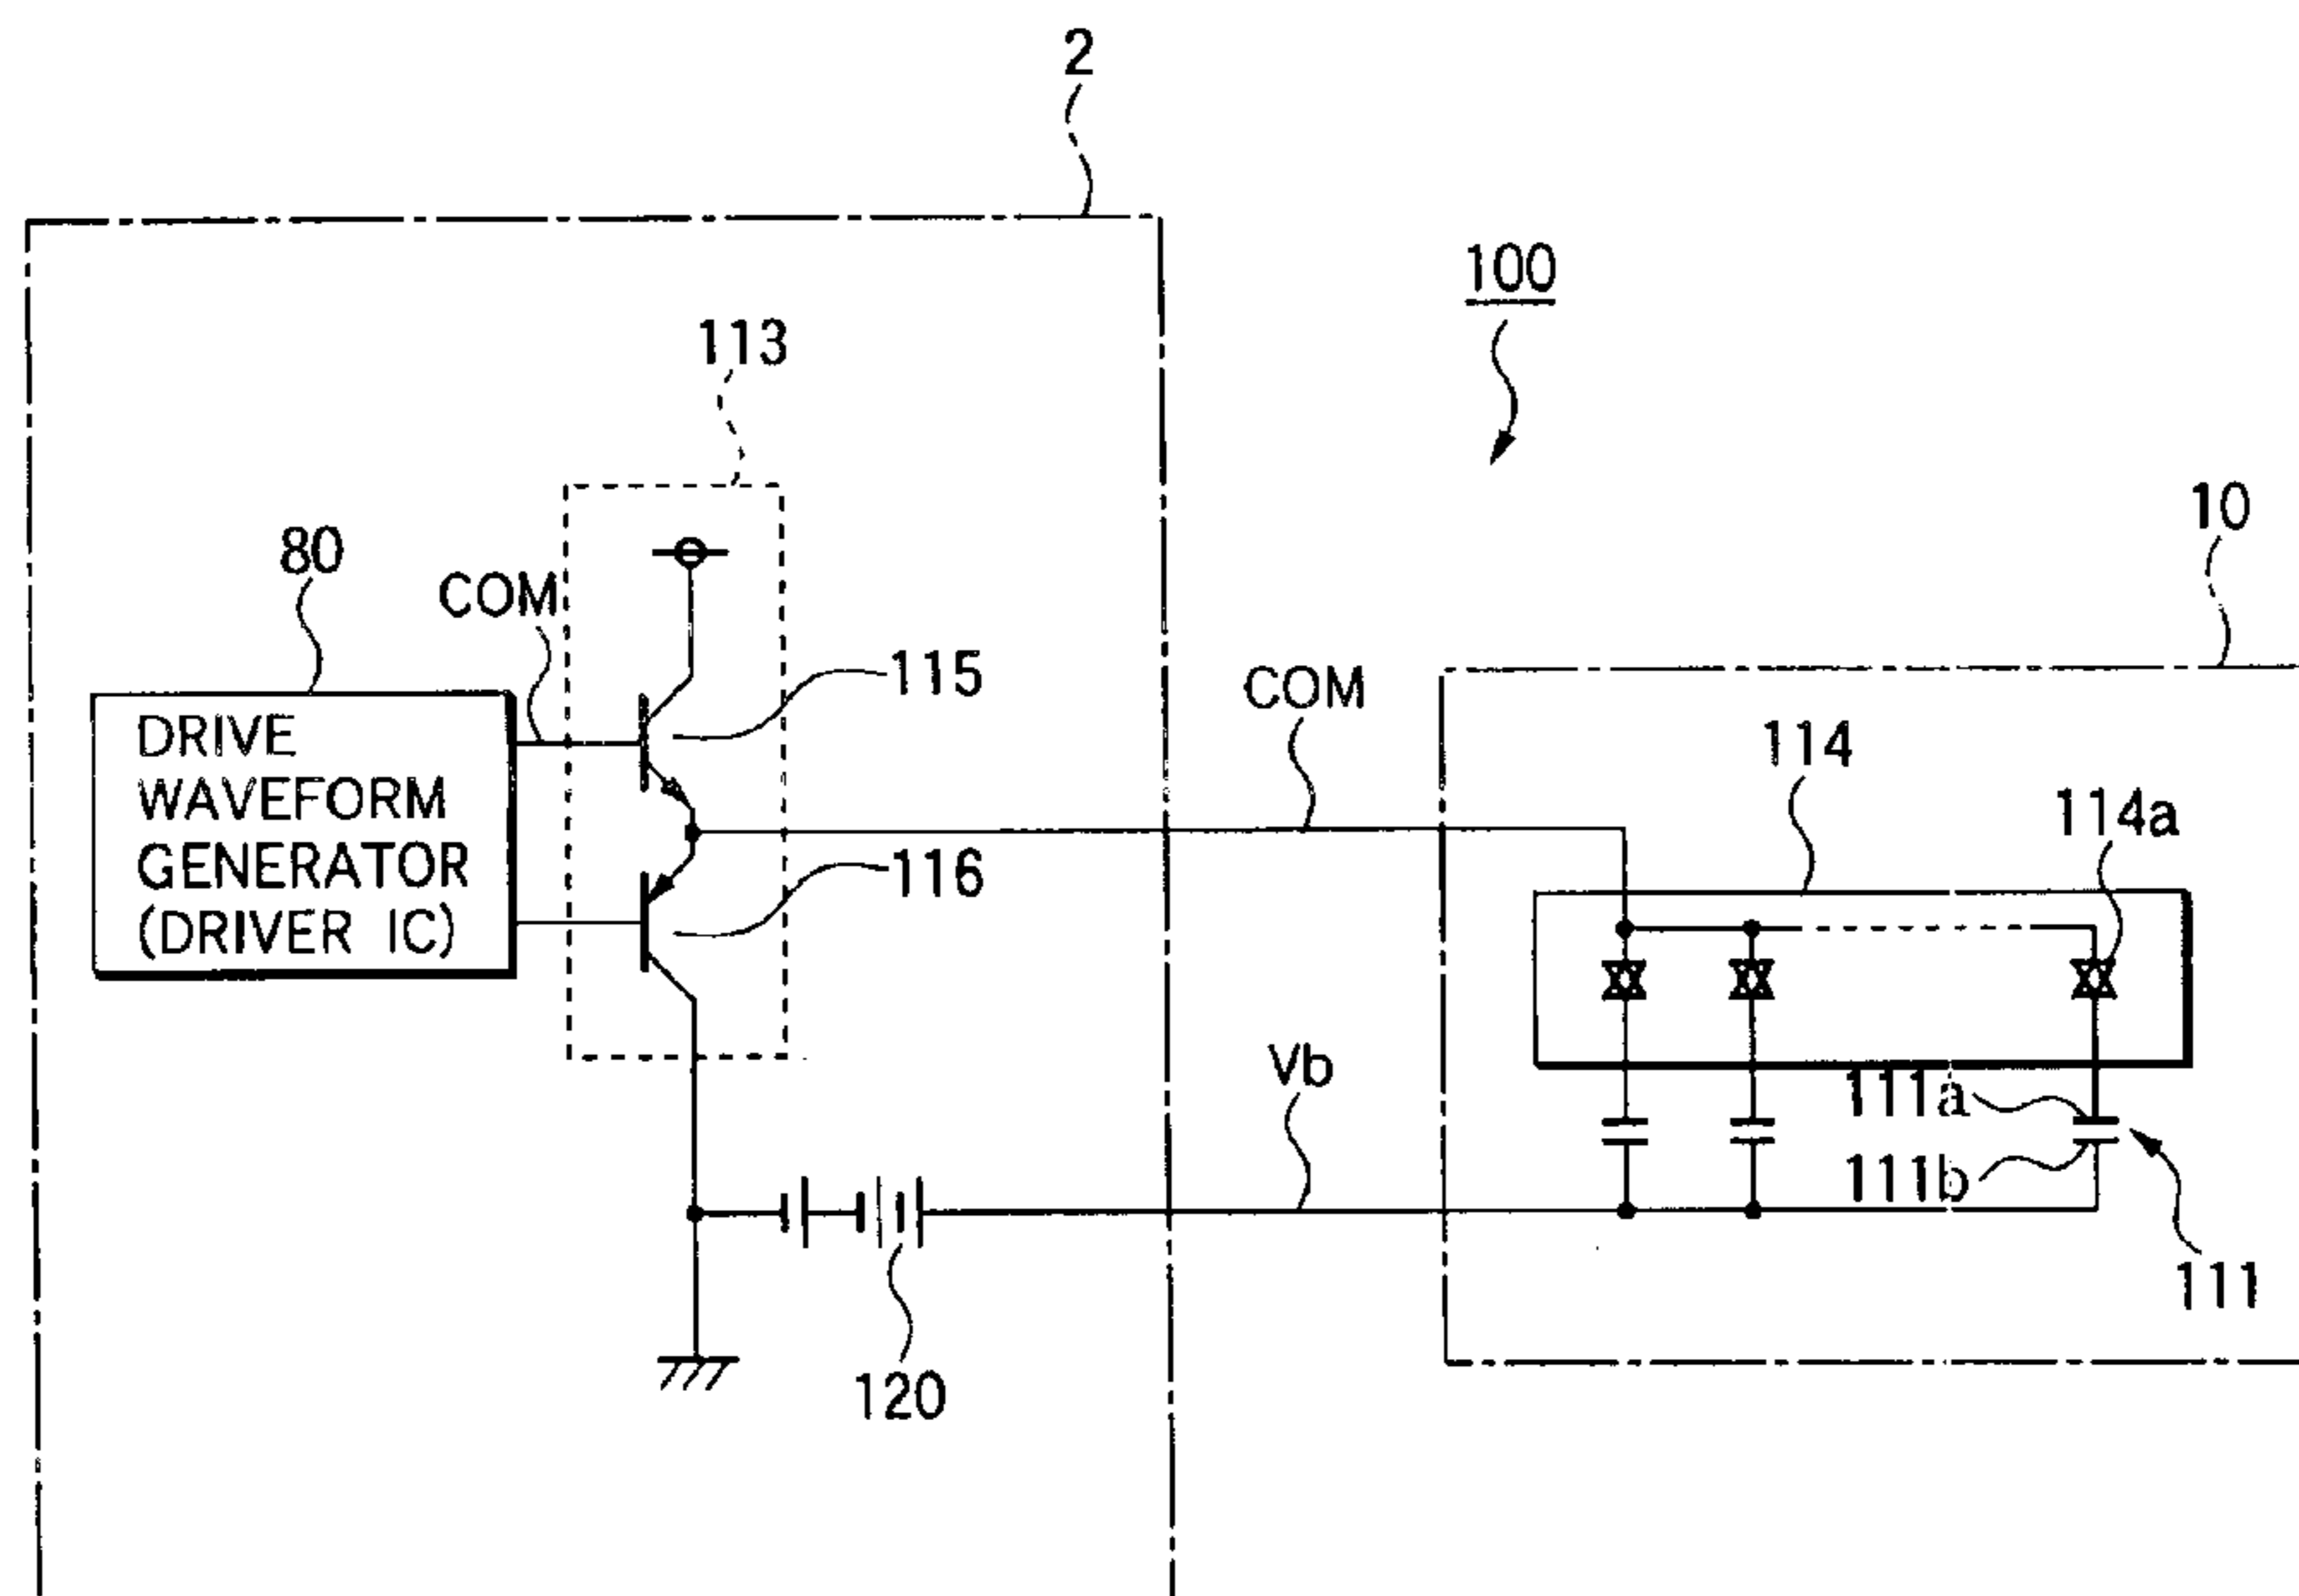 2
100
113
10
80
COM
115
COM
114
DRIVE
WAVEFORM
GENERATOR
(DRIVER IC)
114a
116
Vb
111a
111b
111
120